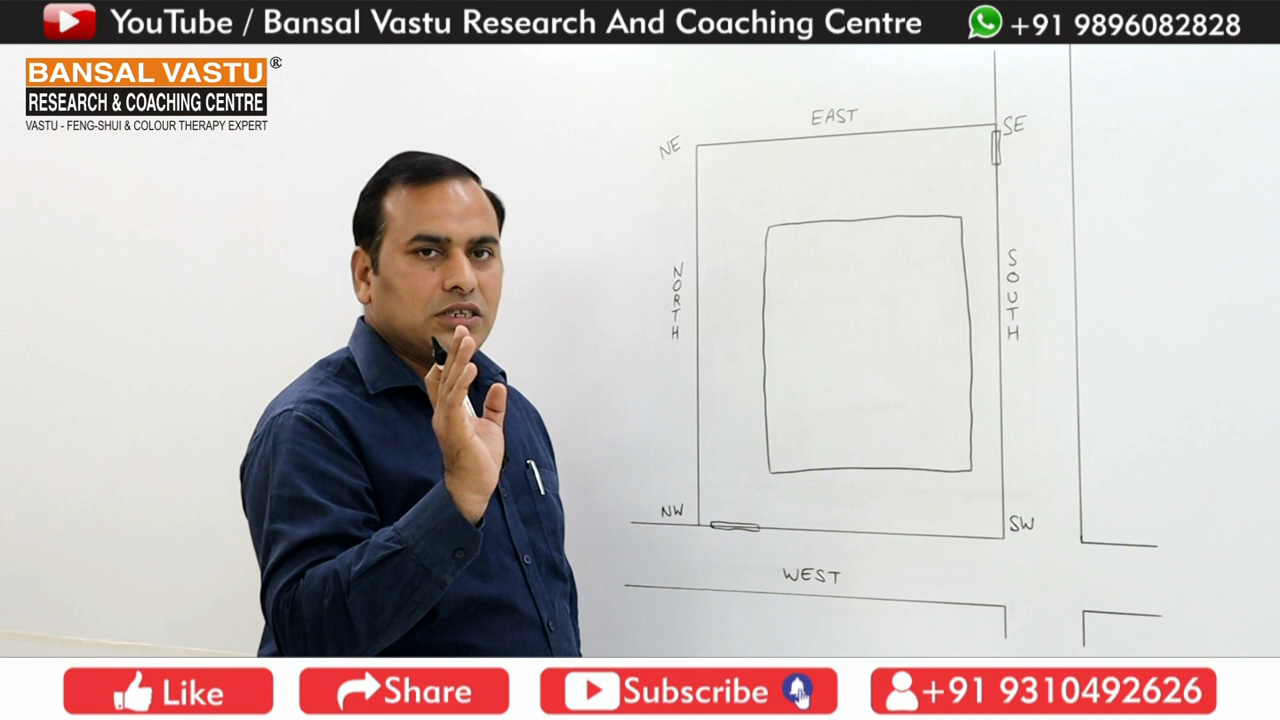 YouTube / Bansal Vastu Research And Coaching Centre
+91 9896082828
BANSAL VASTU®
RESEARCH & COACHING CENTRE
VASTU - FENG-SHUI & COLOUR THERAPY EXPERT
EAST
NE
SE
NORTH
SOUTH
NW
SW
WEST
Like
Share
Subscribe
+91 9310492626